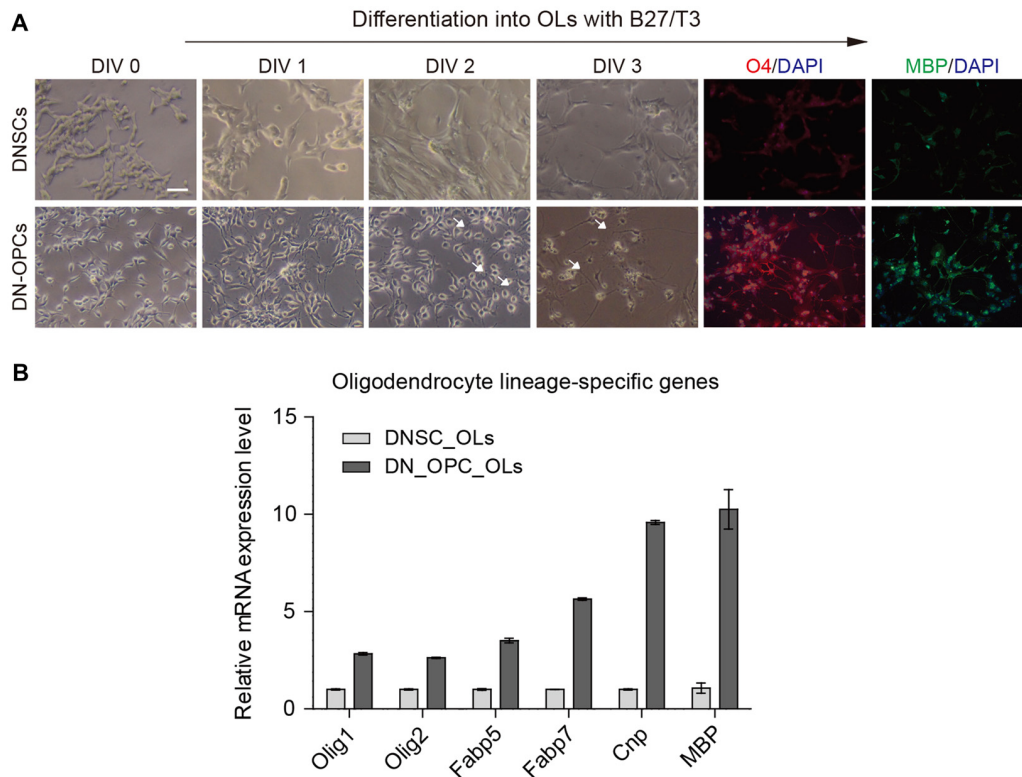 A
Differentiation into OLs with B27/T3
DIV 0 DIV 1 DIV 2 DIV 3 O4/DAPI MBP/DAPI
DNSCs
DN-OPCs
B
Oligodendrocyte lineage-specific genes
Relative mRNA expression level
15
10
5
0
DNSC_OLs
DN_OPC_OLs
Olig1 Olig2 Fabp5 Fabp7 Cnp MBP